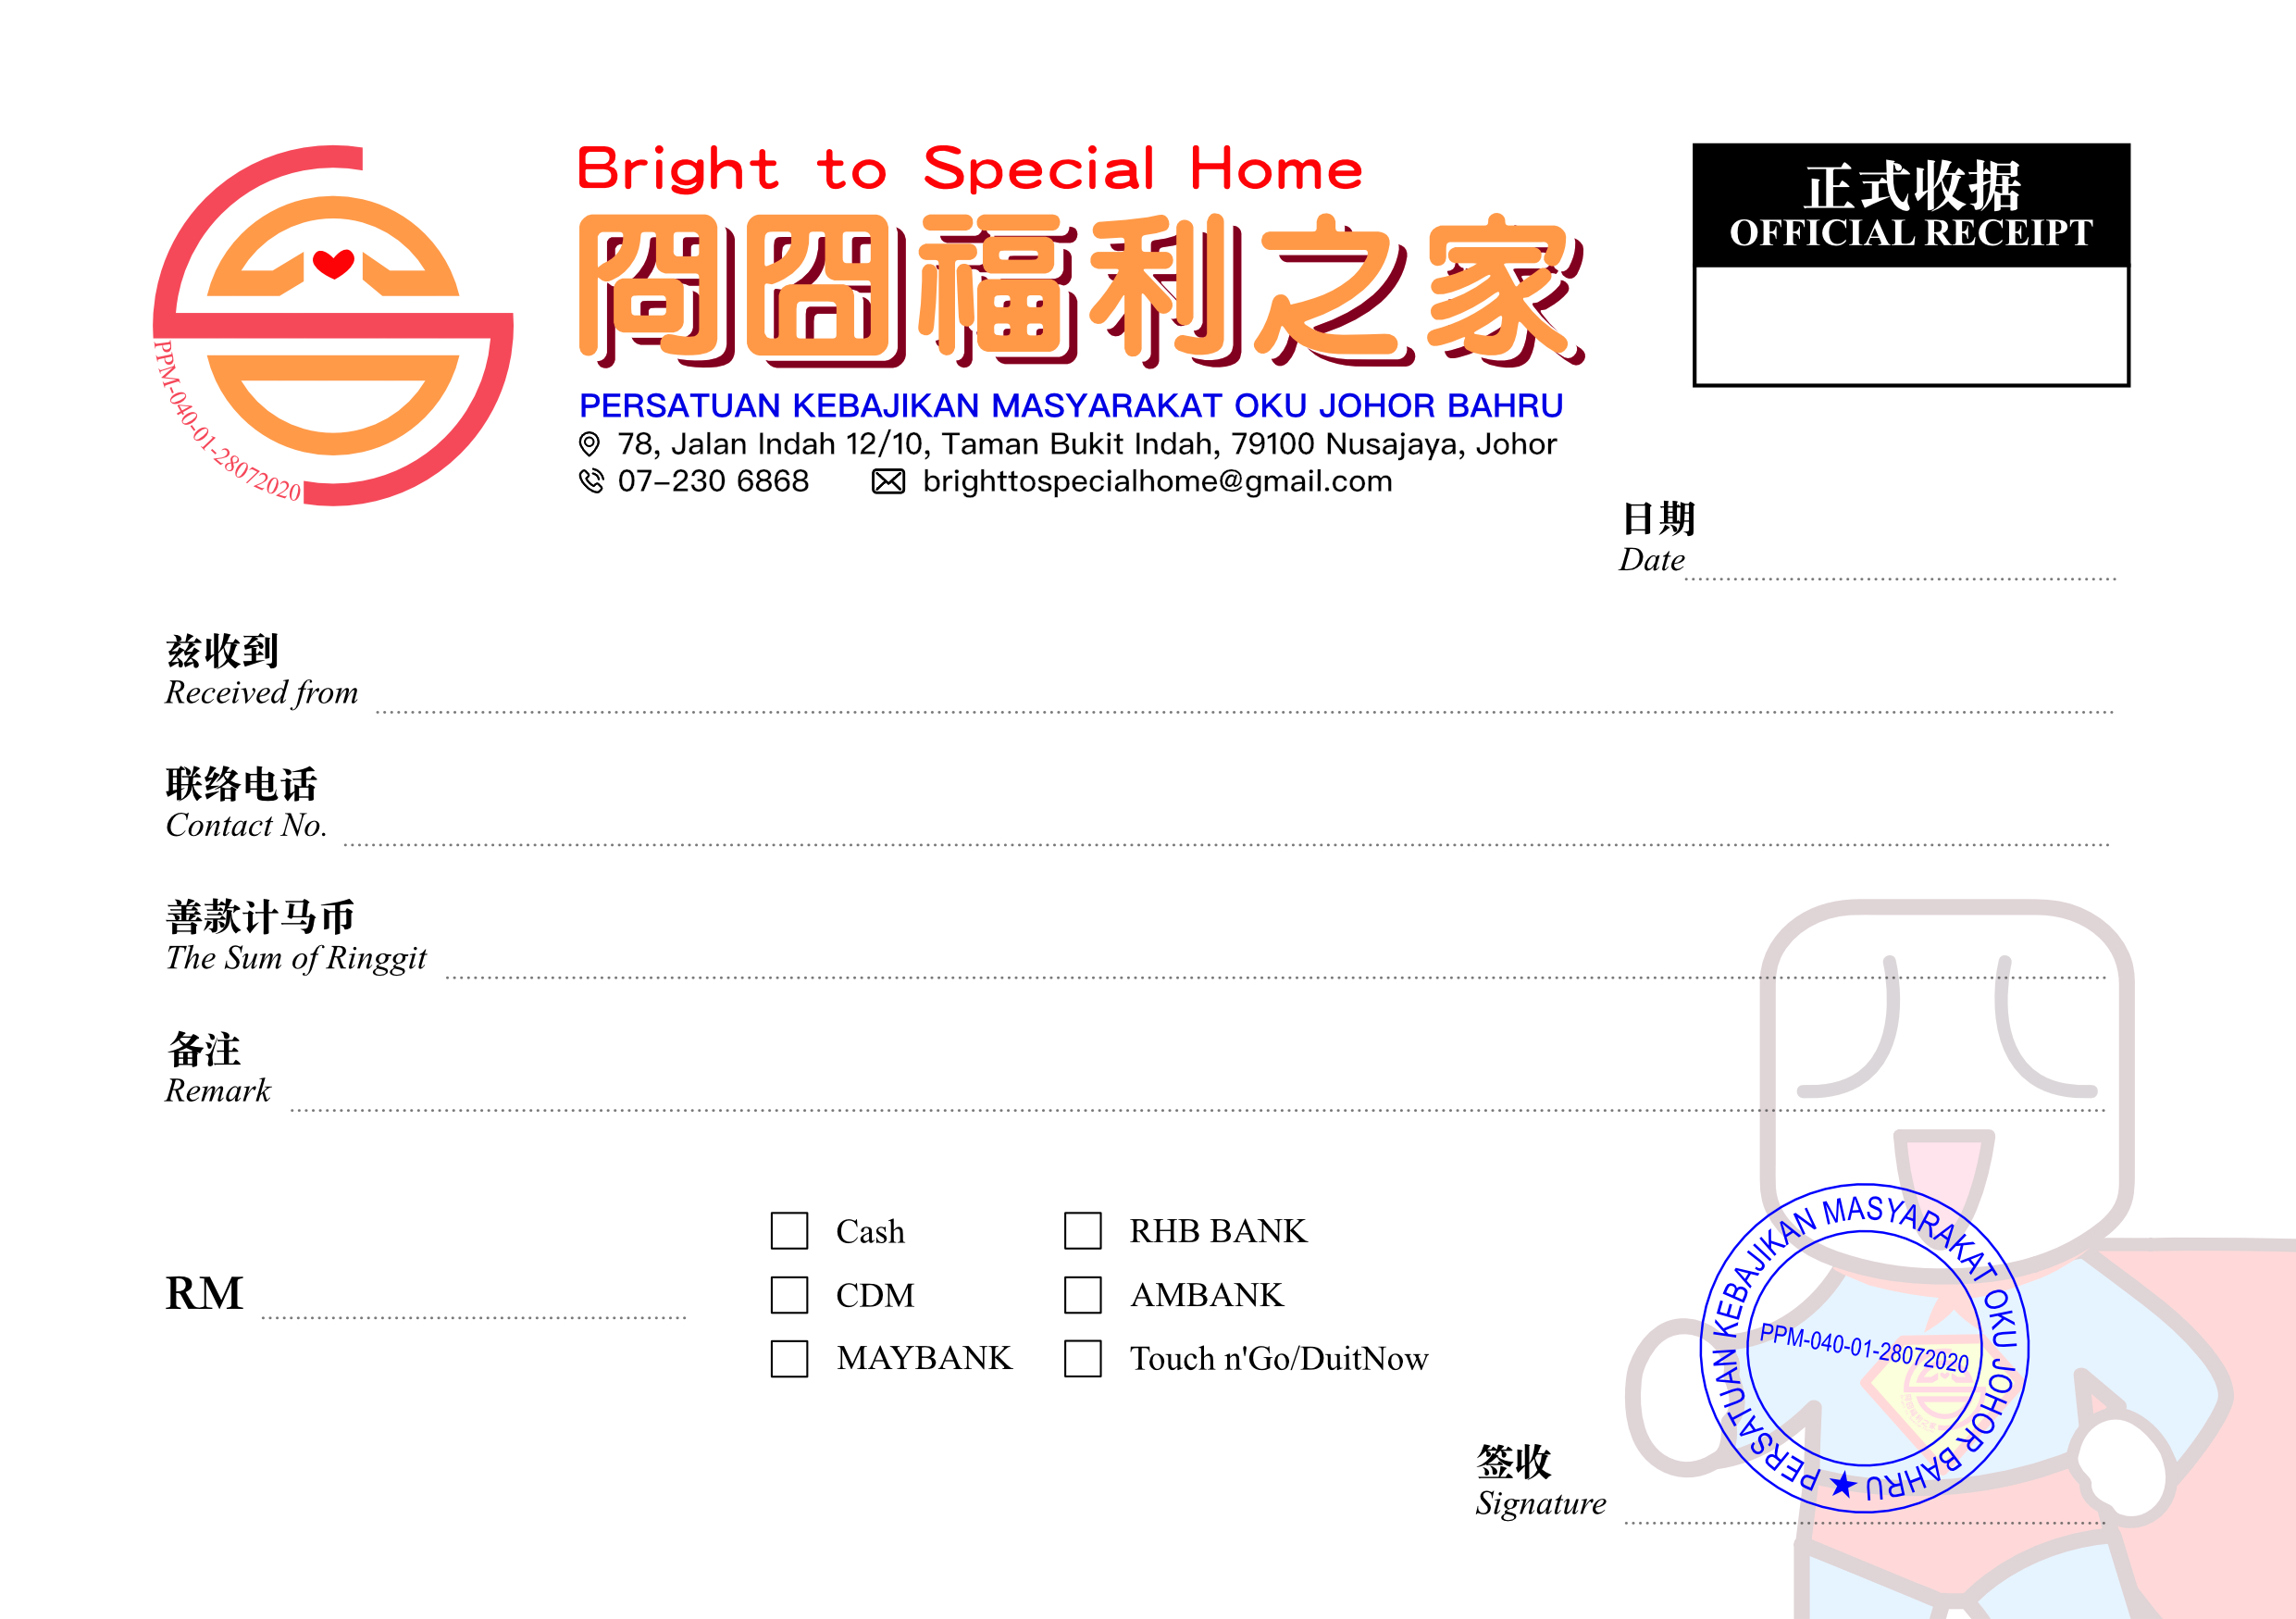 Bright to Special Home
冏囧福利之家
PERSATUAN KEBAJIKAN MASYARAKAT OKU JOHOR BAHRU
78, Jalan Indah 12/10, Taman Bukit Indah, 79100 Nusajaya, Johor
07-230 6868
brighttospecialhome@gmail.com
PPM-040-01-28072020
正式收据
OFFICIAL RECEIPT
日期
Date
兹收到
Received from
联络电话
Contact No.
善款计马币
The Sum of Ringgit
备注
Remark
RM
Cash
RHB BANK
CDM
AMBANK
MAYBANK
Touch n'Go/DuitNow
PERSATUAN KEBAJIKAN MASYARAKAT OKU JOHOR BAHRU ★
PPM-040-01-28072020
签收
Signature